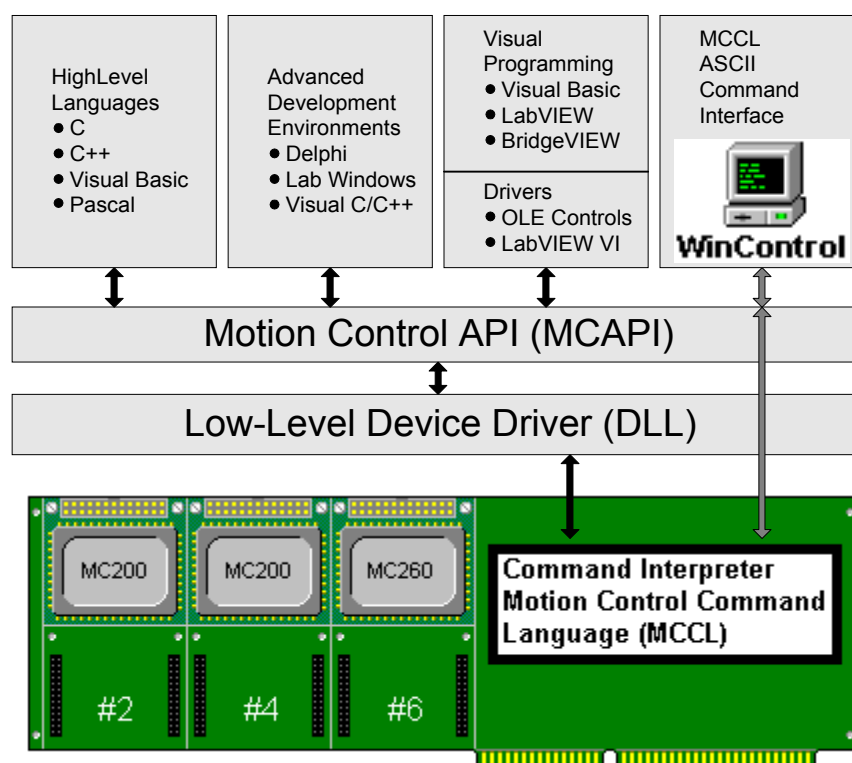 HighLevel
Languages
● C
● C++
● Visual Basic
● Pascal
Advanced
Development
Environments
● Delphi
● Lab Windows
● Visual C/C++
Visual
Programming
● Visual Basic
● LabVIEW
● BridgeVIEW
Drivers
● OLE Controls
● LabVIEW VI
MCCL
ASCII
Command
Interface
WinControl
Motion Control API (MCAPI)
Low-Level Device Driver (DLL)
MC200
MC200
MC260
Command Interpreter
Motion Control Command
Language (MCCL)
#2
#4
#6